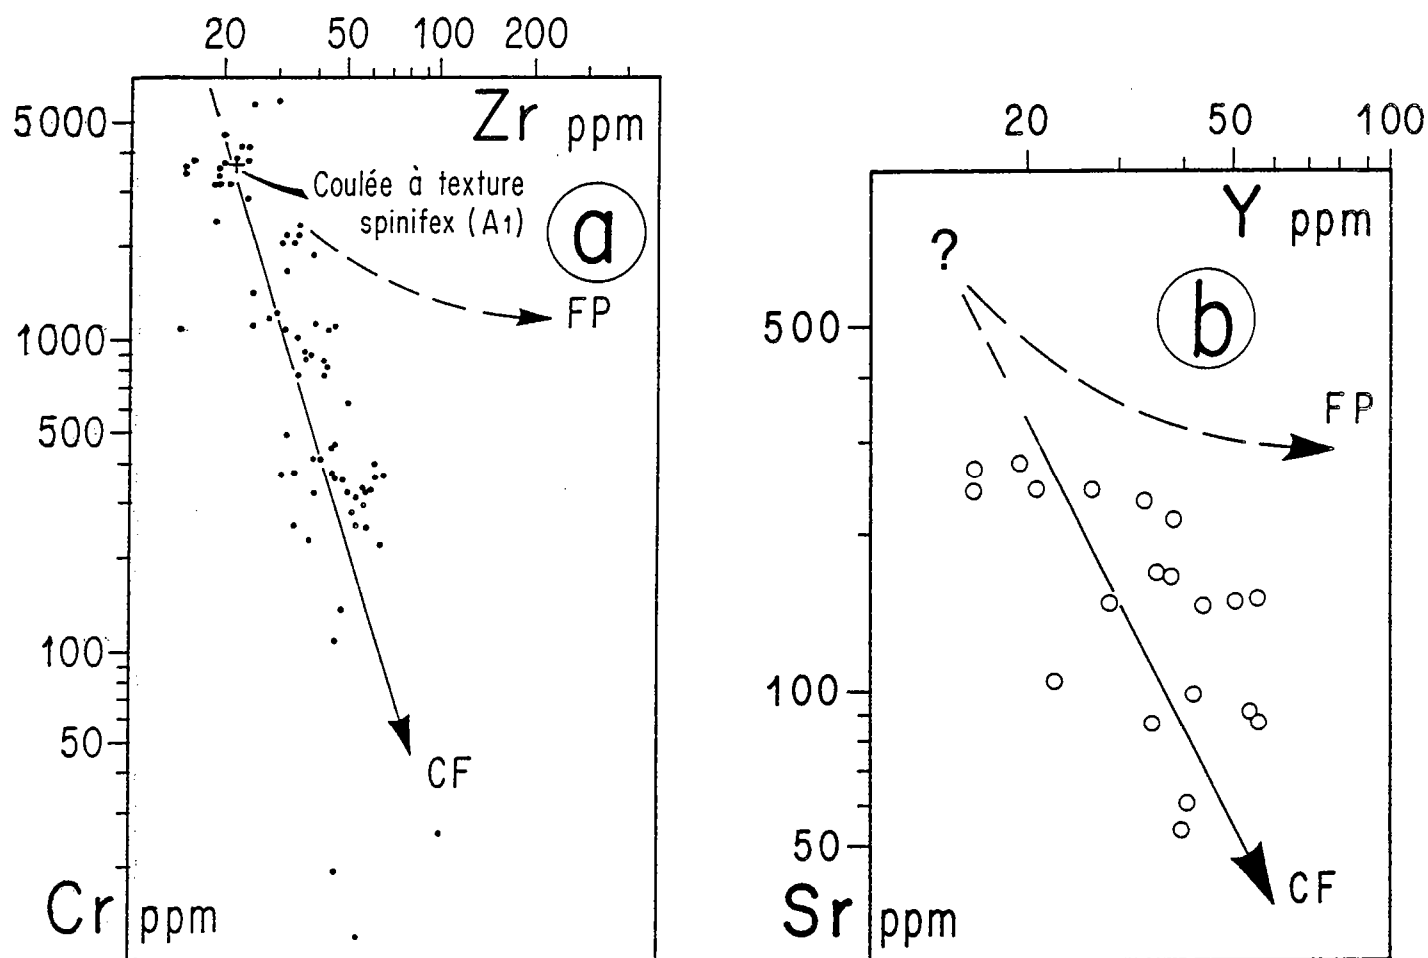 20 50 100 200
Zr ppm
5000
Coulée à texture
spinifex (A1)
a
FP
1000
500
100
50
CF
Cr ppm
20 50 100
Y ppm
?
b
500
FP
100
50
CF
Sr ppm